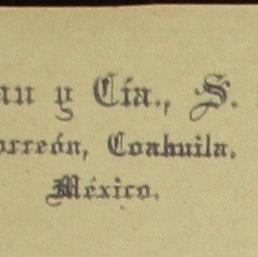 au y Cía., S.
orreón, Coahuila.
México.